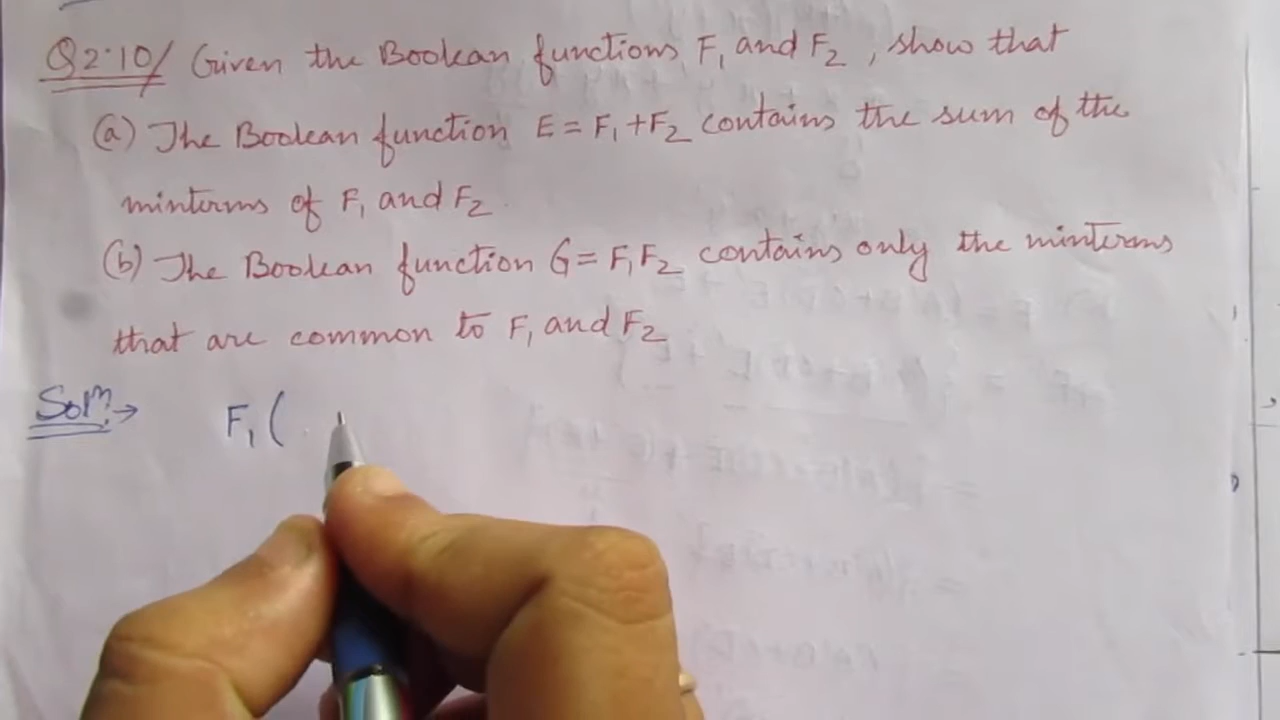 Q2.10/ Given the Boolean functions F₁ and F₂, show that
(a) The Boolean function E = F₁+F₂ contains the sum of the
minterms of F₁ and F₂.
(b) The Boolean function G = F₁F₂ contains only the minterms
that are common to F₁ and F₂
Solⁿ.→ F₁(